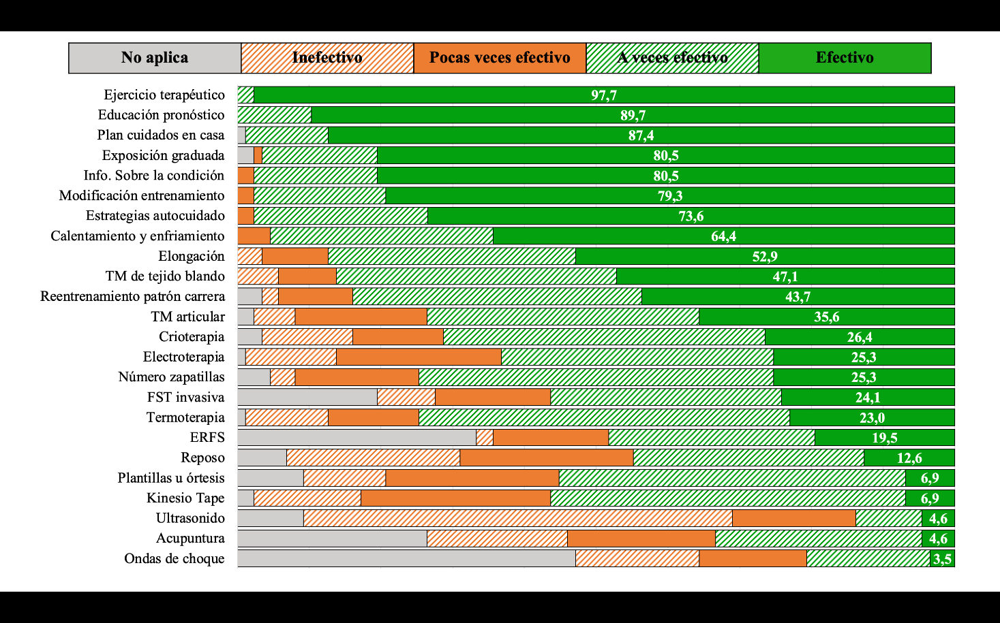 No aplica Inefectivo Pocas veces efectivo A veces efectivo Efectivo
Ejercicio terapéutico 97,7
Educación pronóstico 89,7
Plan cuidados en casa 87,4
Exposición graduada 80,5
Info. Sobre la condición 80,5
Modificación entrenamiento 79,3
Estrategias autocuidado 73,6
Calentamiento y enfriamiento 64,4
Elongación 52,9
TM de tejido blando 47,1
Reentrenamiento patrón carrera 43,7
TM articular 35,6
Crioterapia 26,4
Electroterapia 25,3
Número zapatillas 25,3
FST invasiva 24,1
Termoterapia 23,0
ERFS 19,5
Reposo 12,6
Plantillas u órtesis 6,9
Kinesio Tape 6,9
Ultrasonido 4,6
Acupuntura 4,6
Ondas de choque 3,5